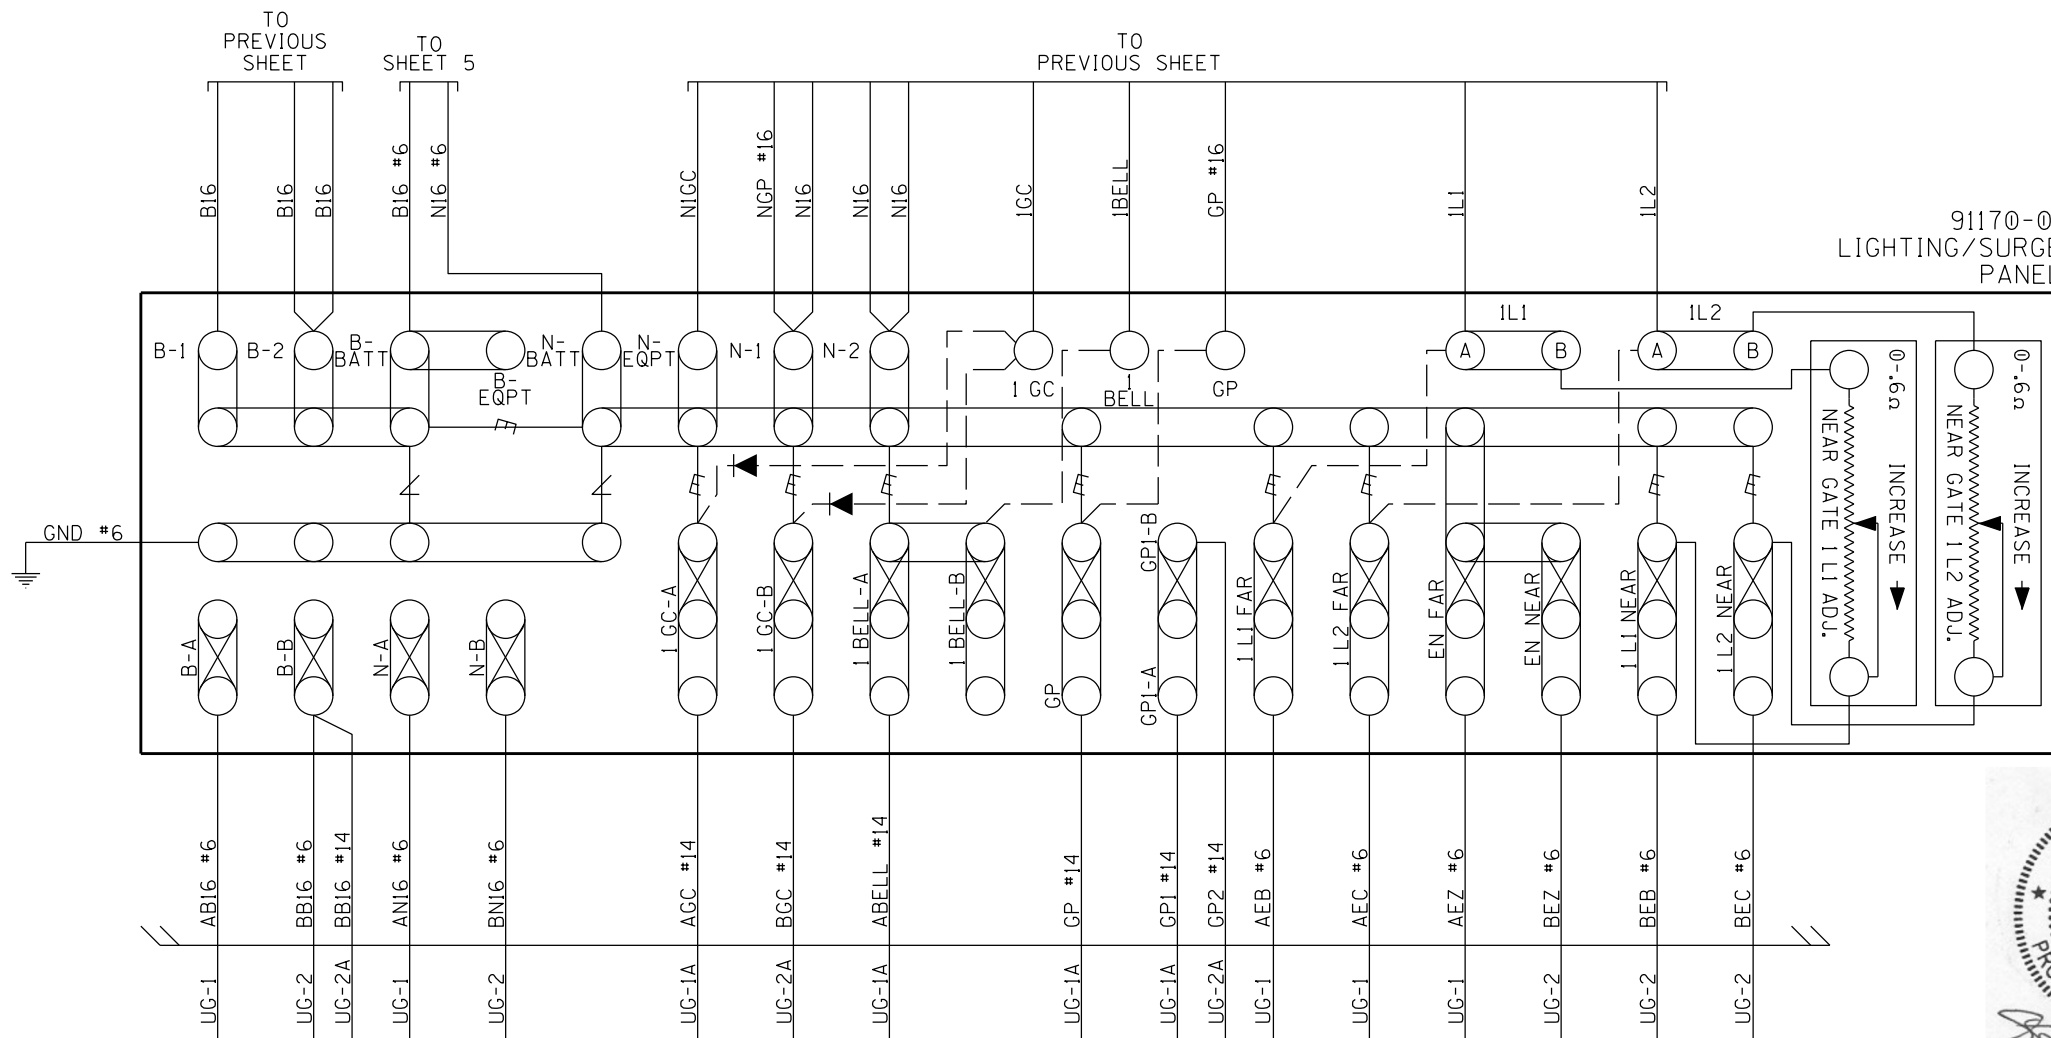 TO
PREVIOUS
SHEET
TO
SHEET 5
TO
PREVIOUS SHEET
B16
B16
B16
B16 #6
N16 #6
N1GC
NGP #16
N16
N16
N16
1GC
1BELL
GP #16
1L1
1L2
91170-0
LIGHTING/SURGE
PANEL
B-1
B-2
B-
BATT
B-
EQPT
N-
BATT
N-
EQPT
N-1
N-2
1 GC
1
BELL
GP
1L1
A
B
1L2
A
B
0-.6Ω
INCREASE
NEAR GATE 1 L1 ADJ.
0-.6Ω
INCREASE
NEAR GATE 1 L2 ADJ.
GND #6
B-A
B-B
N-A
N-B
1 GC-A
1 GC-B
1 BELL-A
1 BELL-B
GP
GP1-B
GP1-A
1 L1 FAR
1 L2 FAR
EN FAR
EN NEAR
1 L1 NEAR
1 L2 NEAR
AB16 #6
BB16 #6
BB16 #14
AN16 #6
BN16 #6
AGC #14
BGC #14
ABELL #14
GP #14
GP1 #14
GP2 #14
AEB #6
AEC #6
AEZ #6
BEZ #6
BEB #6
BEC #6
UG-1
UG-2
UG-2A
UG-1
UG-2
UG-1A
UG-2A
UG-1A
UG-1A
UG-1A
UG-2A
UG-1
UG-1
UG-1
UG-2
UG-2
UG-2